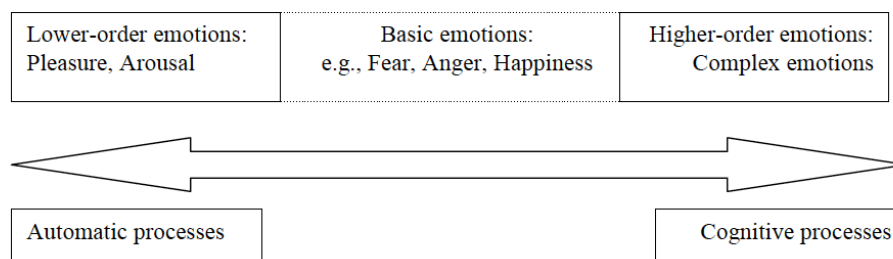 Lower-order emotions:
Pleasure, Arousal
Basic emotions:
e.g., Fear, Anger, Happiness
Higher-order emotions:
Complex emotions
Automatic processes
Cognitive processes